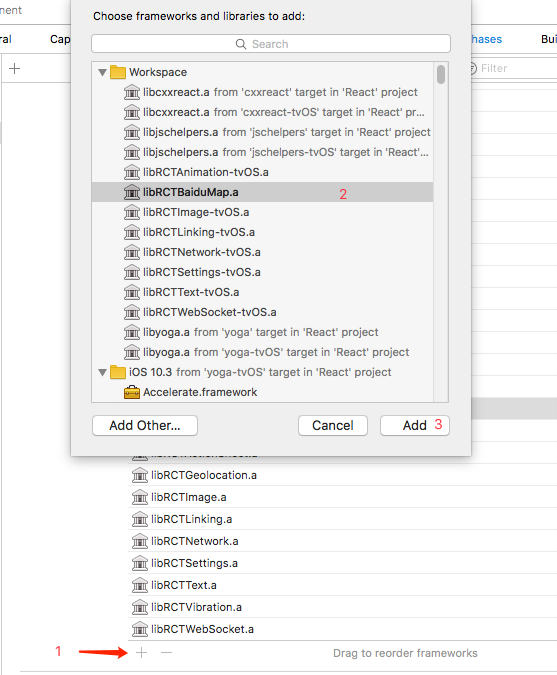 nent
Choose frameworks and libraries to add:
ral
Cap
hases
Bui
Search
Filter
Workspace
libcxxreact.a from 'cxxreact' target in 'React' project
libcxxreact.a from 'cxxreact-tvOS' target in 'React' pr...
libjschelpers.a from 'jschelpers' target in 'React' project
libjschelpers.a from 'jschelpers-tvOS' target in 'React'...
libRCTAnimation-tvOS.a
libRCTBaiduMap.a 2
libRCTImage-tvOS.a
libRCTLinking-tvOS.a
libRCTNetwork-tvOS.a
libRCTSettings-tvOS.a
libRCTText-tvOS.a
libRCTWebSocket-tvOS.a
libyoga.a from 'yoga' target in 'React' project
libyoga.a from 'yoga-tvOS' target in 'React' project
iOS 10.3 from 'yoga-tvOS' target in 'React' project
Accelerate.framework
Add Other... Cancel Add 3
libRCTGeolocation.a
libRCTImage.a
libRCTLinking.a
libRCTNetwork.a
libRCTSettings.a
libRCTText.a
libRCTVibration.a
libRCTWebSocket.a
1 Drag to reorder frameworks